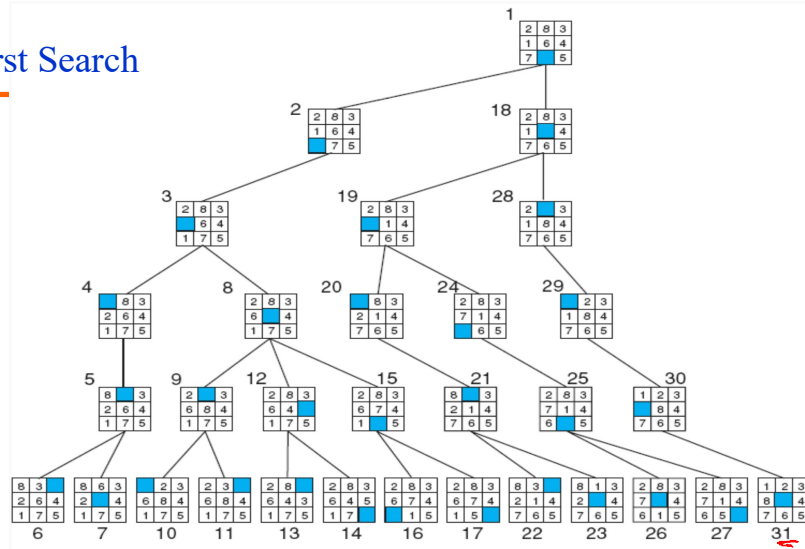 rst Search
1
2 8 3
1 6 4
7 5
2
2 8 3
1 6 4
7 5
18
2 8 3
1 4
7 6 5
3
2 8 3
6 4
1 7 5
19
2 8 3
1 4
7 6 5
28
2 3
1 8 4
7 6 5
4
8 3
2 6 4
1 7 5
8
2 8 3
6 4
1 7 5
20
8 3
2 1 4
7 6 5
24
2 8 3
7 1 4
6 5
29
2 3
1 8 4
7 6 5
5
8 3
2 6 4
1 7 5
9
2 3
6 8 4
1 7 5
12
2 8 3
6 4
1 7 5
15
2 8 3
6 7 4
1 5
21
8 3
2 1 4
7 6 5
25
2 8 3
7 1 4
6 5
30
1 2 3
8 4
7 6 5
8 3
2 6 4
1 7 5
6
8 6 3
2 4
1 7 5
7
2 3
6 8 4
1 7 5
10
2 3
6 8 4
1 7 5
11
2 8
6 4 3
1 7 5
13
2 8 3
6 4 5
1 7
14
2 8 3
6 7 4
1 5
16
2 8 3
6 7 4
1 5
17
8 3
2 1 4
7 6 5
22
8 1 3
2 4
7 6 5
23
2 8 3
7 4
6 1 5
26
2 8 3
7 1 4
6 5
27
1 2 3
8 4
7 6 5
31